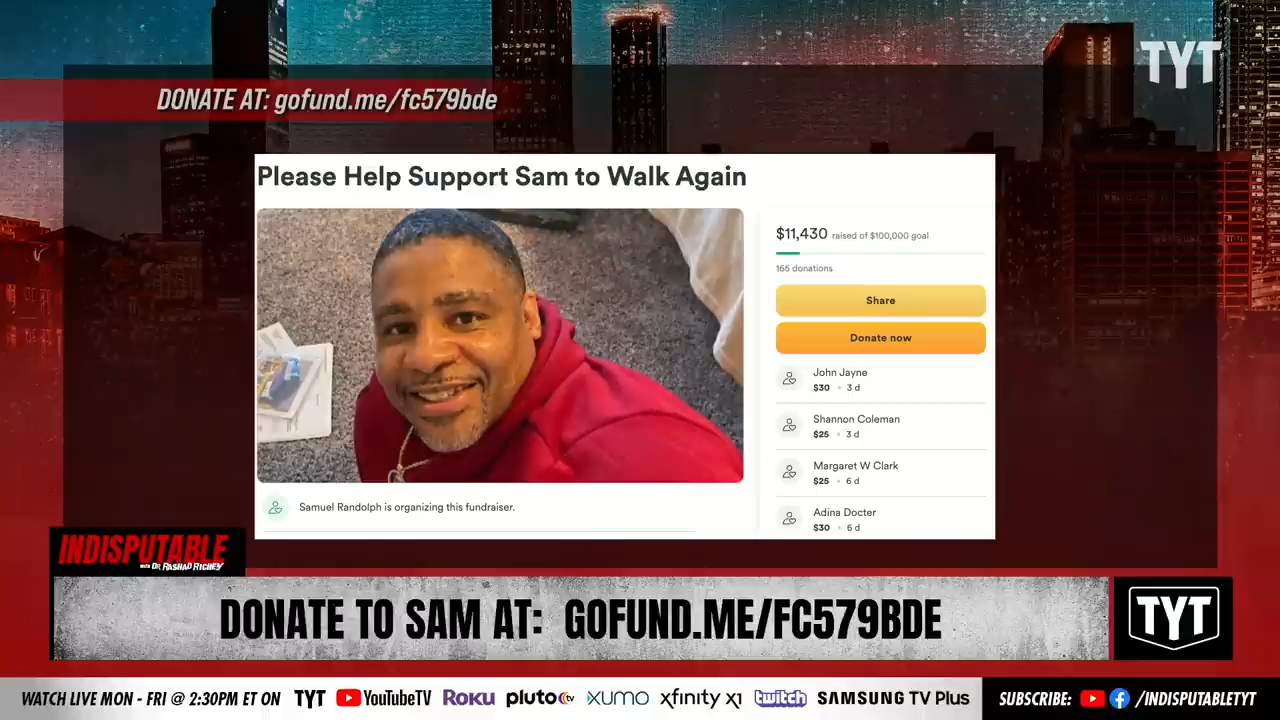 TYT
DONATE AT: gofund.me/fc579bde
Please Help Support Sam to Walk Again
$11,430 raised of $100,000 goal
165 donations
Share
Donate now
John Jayne
$30 • 3 d
Shannon Coleman
$25 • 3 d
Margaret W Clark
$25 • 6 d
Adina Docter
$30 • 6 d
Samuel Randolph is organizing this fundraiser.
INDISPUTABLE
WITH DR. RASHAD RICHEY
DONATE TO SAM AT: GOFUND.ME/FC579BDE
TYT
WATCH LIVE MON - FRI @ 2:30PM ET ON TYT YouTubeTV ROKU pluto tv XUMO xfinity x1 twitch SAMSUNG TV Plus SUBSCRIBE: /INDISPUTABLETYT